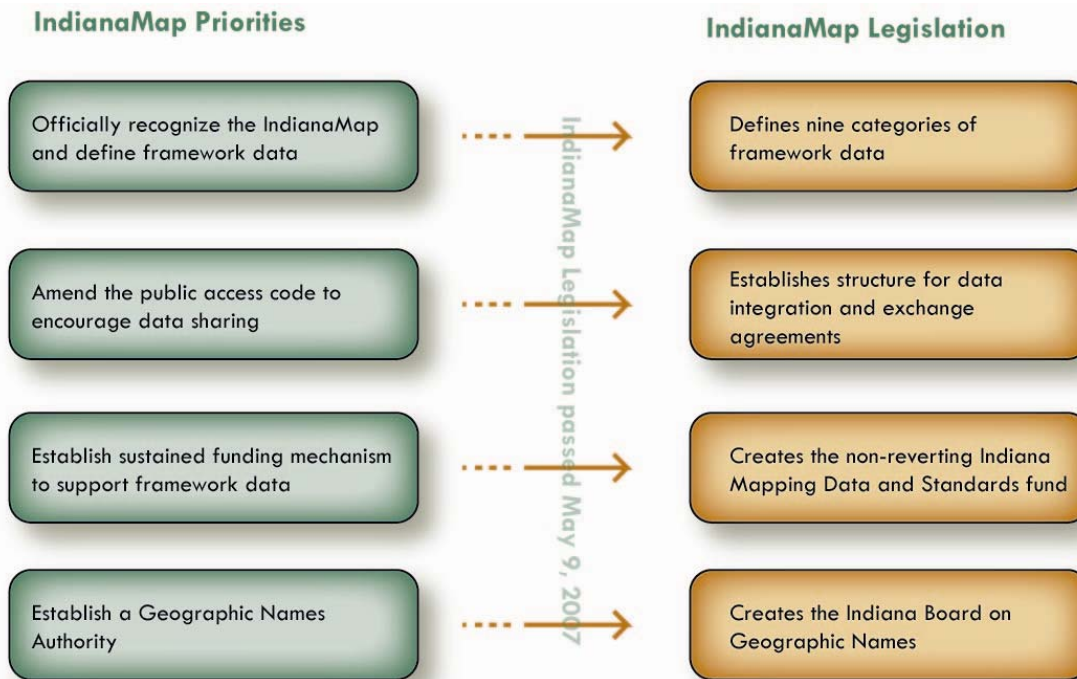 IndianaMap Priorities
IndianaMap Legislation
Officially recognize the IndianaMap
and define framework data
Defines nine categories of
framework data
Amend the public access code to
encourage data sharing
Establishes structure for data
integration and exchange
agreements
Establish sustained funding mechanism
to support framework data
Creates the non-reverting Indiana
Mapping Data and Standards fund
Establish a Geographic Names
Authority
Creates the Indiana Board on
Geographic Names
IndianaMap Legislation passed May 9, 2007